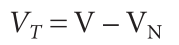 V_T = V − V_N